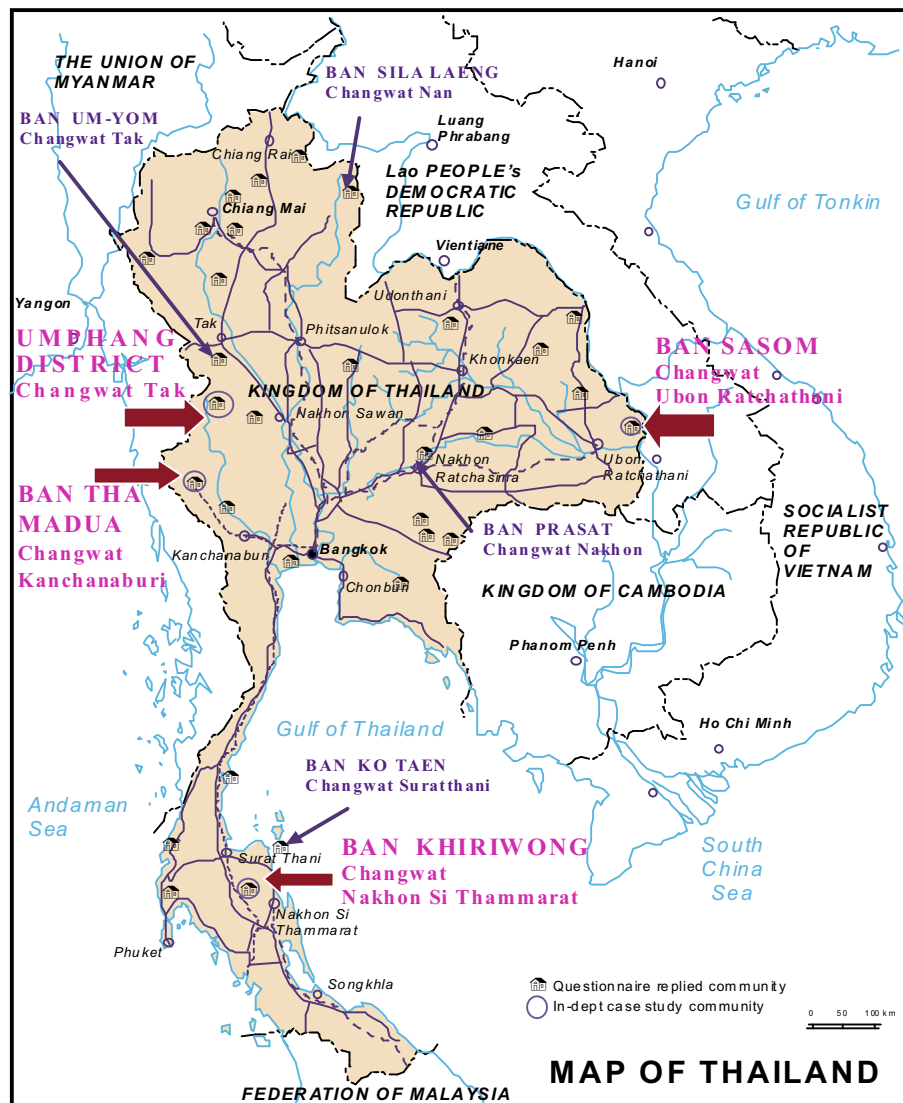 THE UNION OF
MYANMAR
BAN SILA LAENG
Changwat Nan
Hanoi
BAN UM-YOM
Changwat Tak
Luang
Phrabang
Chiang Rai
Lao PEOPLE's
DEMOCRATIC
REPUBLIC
Chiang Mai
Gulf of Tonkin
Vientiane
Yangon
Udonthani
Tak
Phitsanulok
UMPHANG
DISTRICT
Changwat Tak
Khonkaen
BAN SASOM
Changwat
Ubon Ratchathoni
KINGDOM OF THAILAND
Nakhon Sawan
Nakhon
Ratchasinra
Ubon
Ratchathani
BAN THA
MADUA
Changwat
Kanchanaburi
SOCIALIST
REPUBLIC
OF
VIETNAM
BAN PRASAT
Changwat Nakhon
Kanchanaburi
Bangkok
Chonburi
KINGDOM OF CAMBODIA
Phanom Penh
Gulf of Thailand
Ho Chi Minh
BAN KO TAEN
Changwat Suratthani
Andaman
Sea
BAN KHIRIWONG
Changwat
Nakhon Si Thammarat
South
China
Sea
Surat Thani
Nakhon Si
Thammarat
Phuket
Songkhla
Questionnaire replied community
In-dept case study community
0 50 100 km
MAP OF THAILAND
FEDERATION OF MALAYSIA